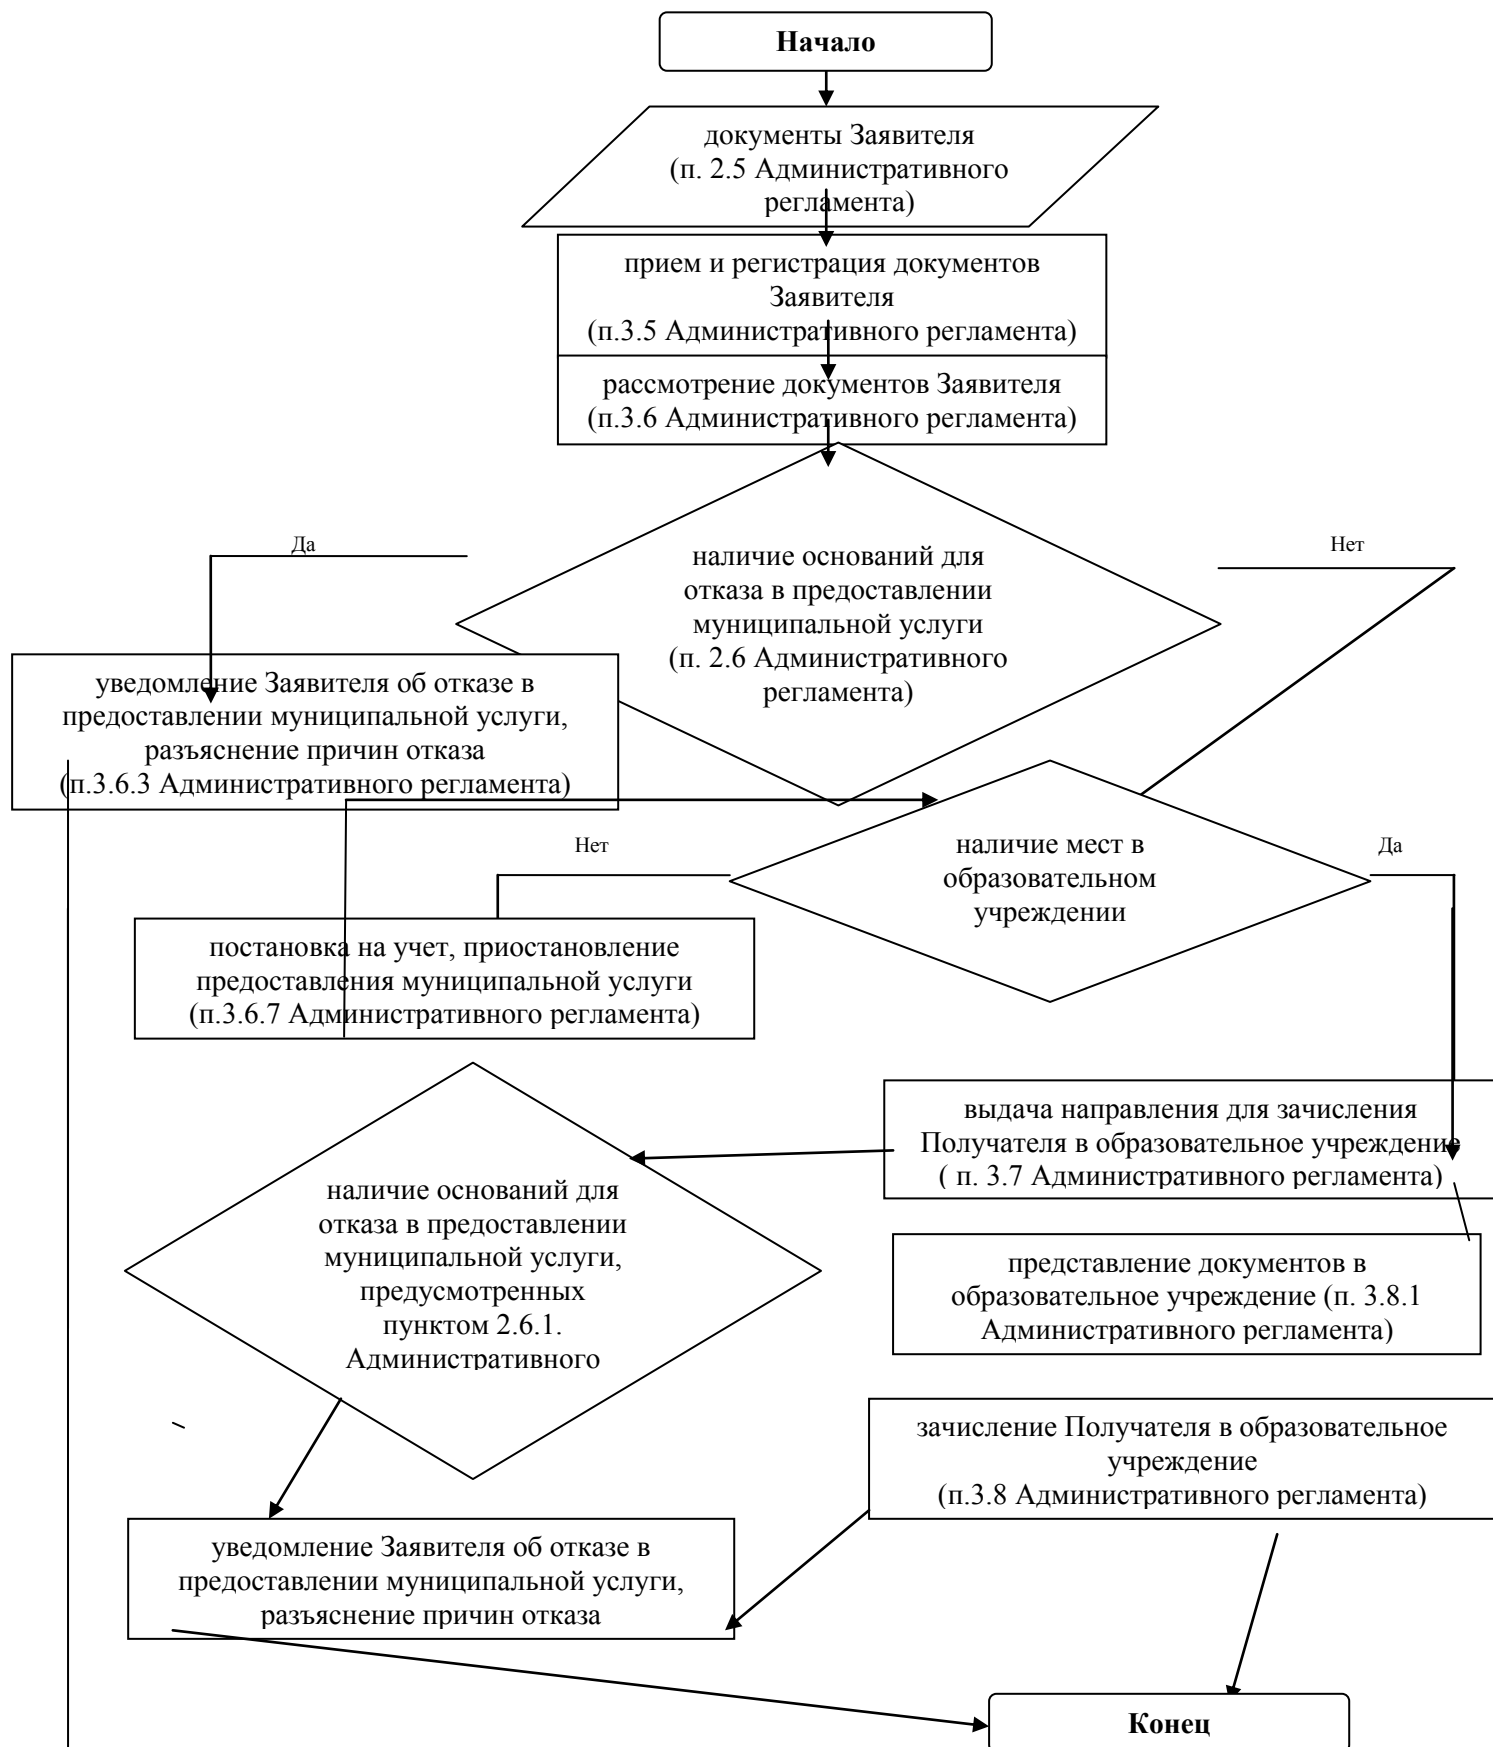 Начало
документы Заявителя
(п. 2.5 Административного
регламента)
прием и регистрация документов
Заявителя
(п.3.5 Административного регламента)
рассмотрение документов Заявителя
(п.3.6 Административного регламента)
Да
Нет
наличие оснований для
отказа в предоставлении
муниципальной услуги
(п. 2.6 Административного
регламента)
уведомление Заявителя об отказе в
предоставлении муниципальной услуги,
разъяснение причин отказа
(п.3.6.3 Административного регламента)
Нет
Да
наличие мест в
образовательном
учреждении
постановка на учет, приостановление
предоставления муниципальной услуги
(п.3.6.7 Административного регламента)
выдача направления для зачисления
Получателя в образовательное учреждение
( п. 3.7 Административного регламента)
наличие оснований для
отказа в предоставлении
муниципальной услуги,
предусмотренных
пунктом 2.6.1.
Административного
представление документов в
образовательное учреждение (п. 3.8.1
Административного регламента)
зачисление Получателя в образовательное
учреждение
(п.3.8 Административного регламента)
уведомление Заявителя об отказе в
предоставлении муниципальной услуги,
разъяснение причин отказа
Конец